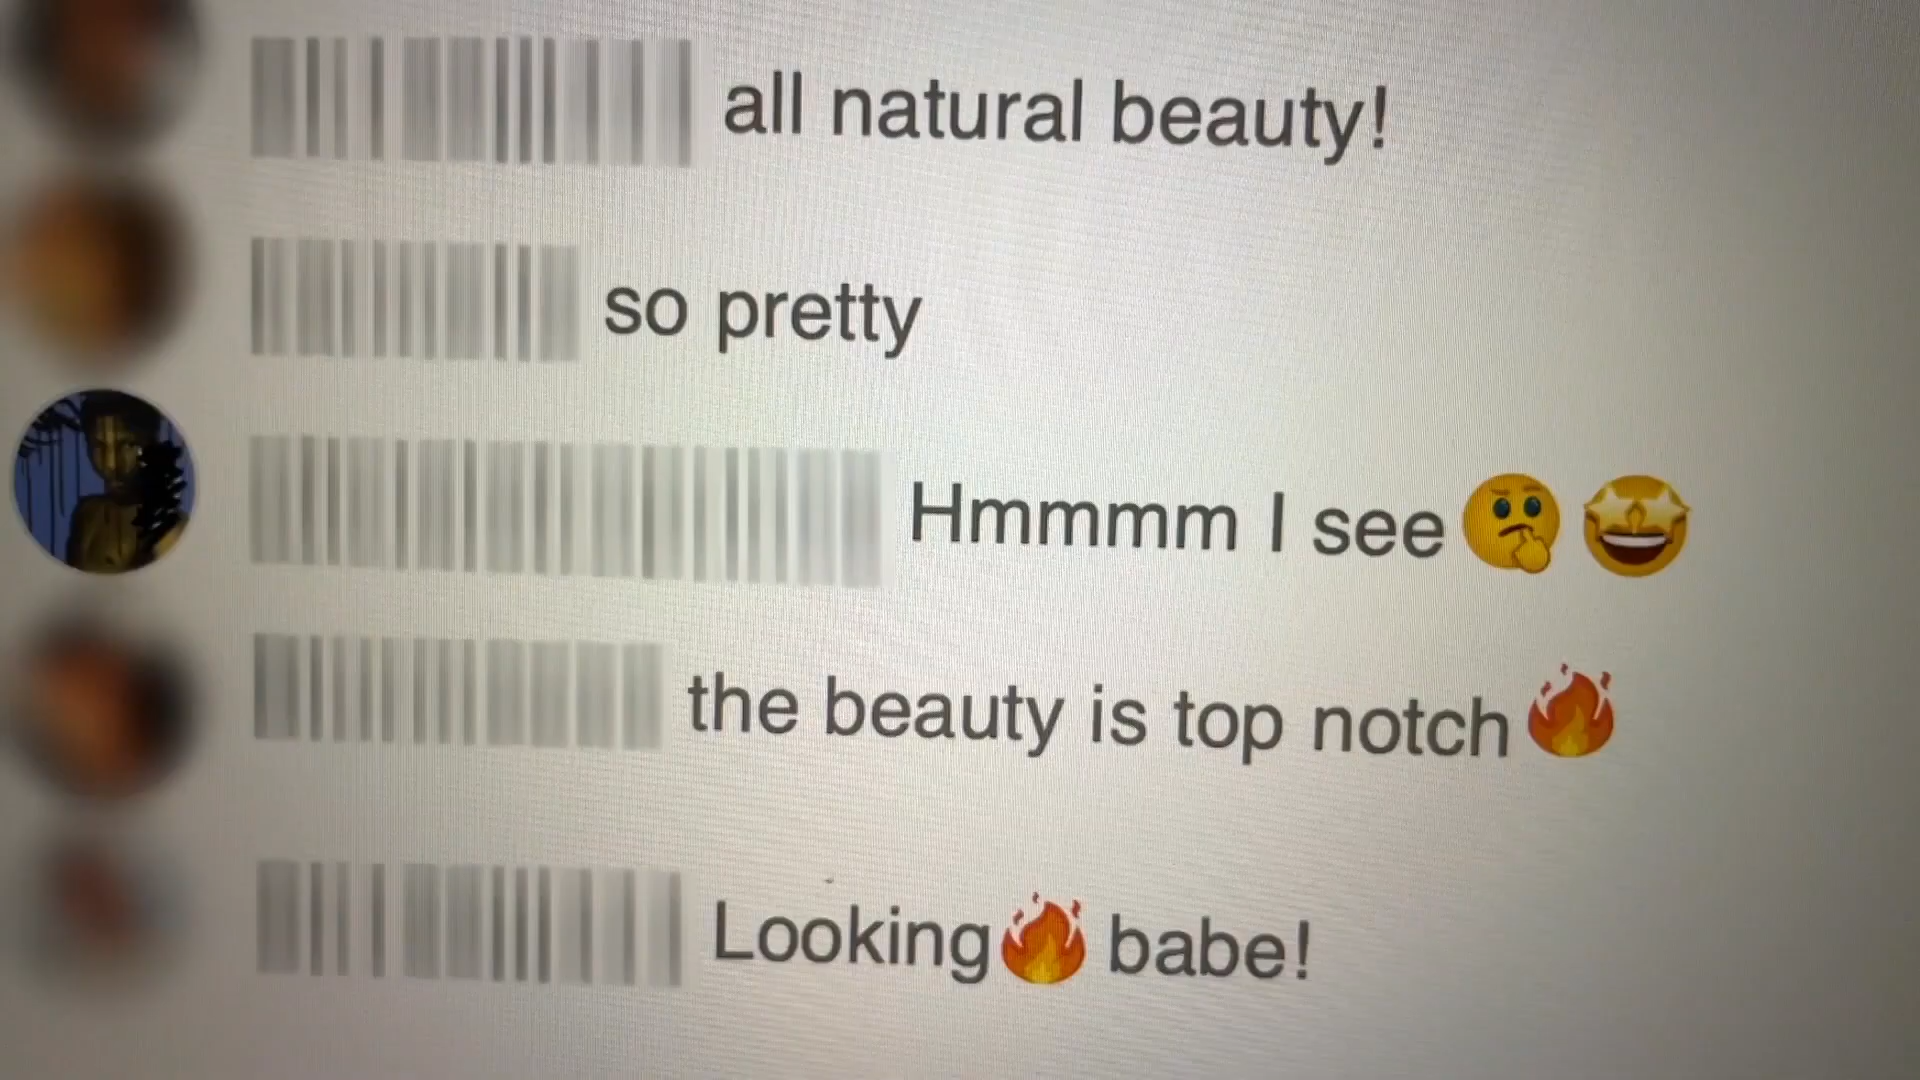 all natural beauty!
so pretty
Hmmmm I see🤔🤩
the beauty is top notch🔥
Looking🔥 babe!